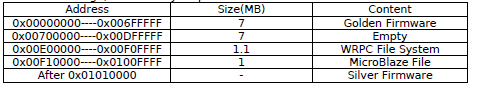 Address Size(MB) Content
0x00000000----0x006FFFFF 7 Golden Firmware
0x00700000----0x00DFFFFF 7 Empty
0x00E00000----0x00F0FFFF 1.1 WRPC File System
0x00F10000----0x0100FFFF 1 MicroBlaze File
After 0x01010000 - Silver Firmware